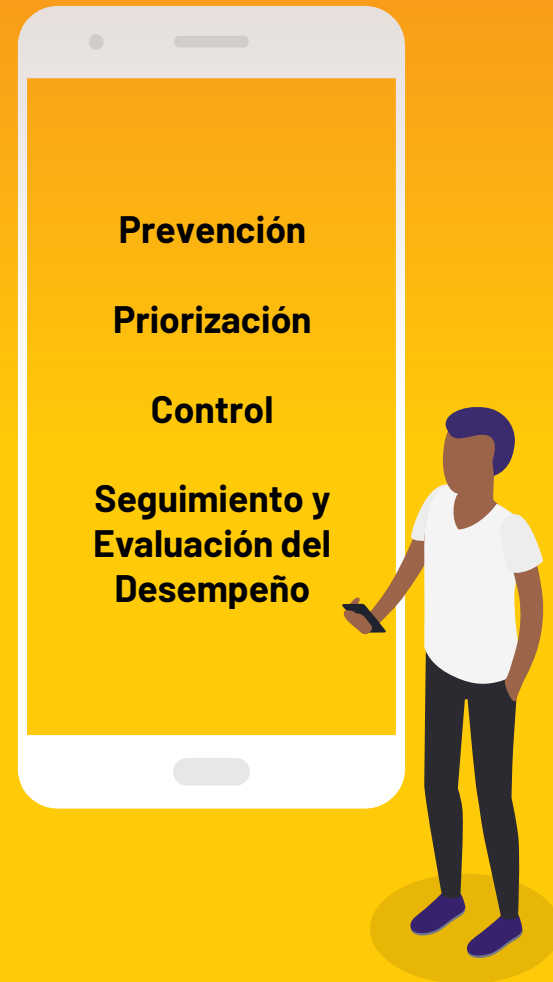 Prevención
Priorización
Control
Seguimiento y
Evaluación del
Desempeño